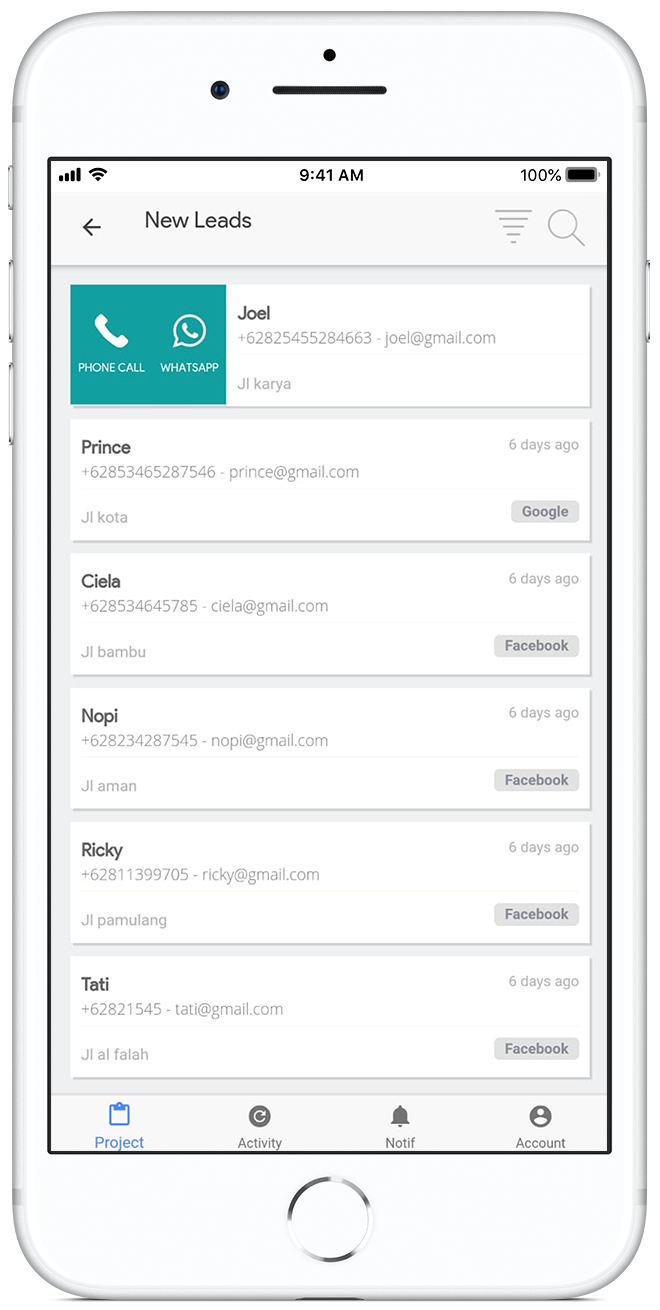 9:41 AM 100%
New Leads
PHONE CALL WHATSAPP
Joel
+62825455284663 - joel@gmail.com
Jl karya
Prince 6 days ago
+62853465287546 - prince@gmail.com
Jl kota Google
Ciela 6 days ago
+628534645785 - ciela@gmail.com
Jl bambu Facebook
Nopi 6 days ago
+628234287545 - nopi@gmail.com
Jl aman Facebook
Ricky 6 days ago
+62811399705 - ricky@gmail.com
Jl pamulang Facebook
Tati 6 days ago
+62821545 - tati@gmail.com
Jl al falah Facebook
Project Activity Notif Account